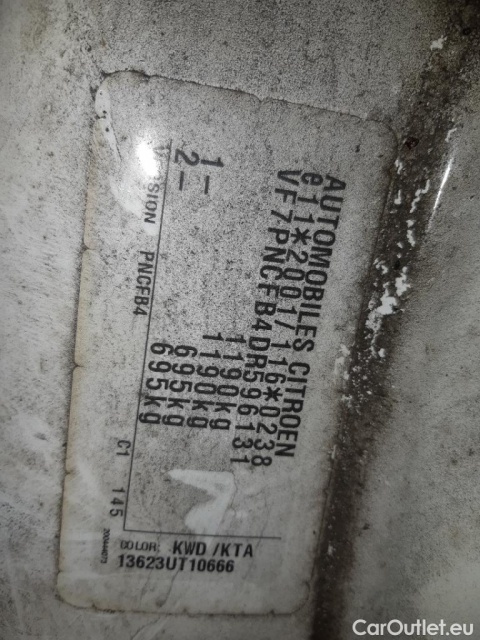 AUTOMOBILES CITROEN
e11*2001/116*0238
VF7PNCFB4DR596131
1190kg
1190kg
1- 695kg
2- 695kg
VERSION PNCFB4 C1 145
COLOR: KWD /KTA
13623UT10666
CarOutlet.eu